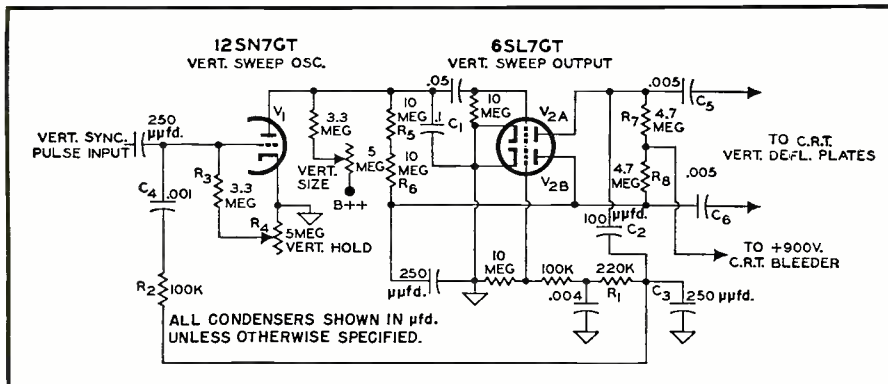 12SN7GT
VERT. SWEEP OSC.
6SL7GT
VERT. SWEEP OUTPUT
VERT. SYNC.
PULSE INPUT
250
µµfd.
V1
C4
.001
R3
3.3
MEG
R4
5MEG
VERT. HOLD
R2
100K
3.3
MEG
VERT.
SIZE
5
MEG
B++
10
MEG
R5
10
MEG
R6
.05
.1
C1
10
MEG
V2A
V2B
.005
C5
R7
4.7
MEG
4.7
MEG
R8
TO C.R.T.
VERT. DEFL. PLATES
.005
C6
100
µµfd.
C2
TO +900V.
C.R.T. BLEEDER
250
µµfd.
10
MEG
100K
220K
R1
.004
C3
250 µµfd.
ALL CONDENSERS SHOWN IN µfd.
UNLESS OTHERWISE SPECIFIED.